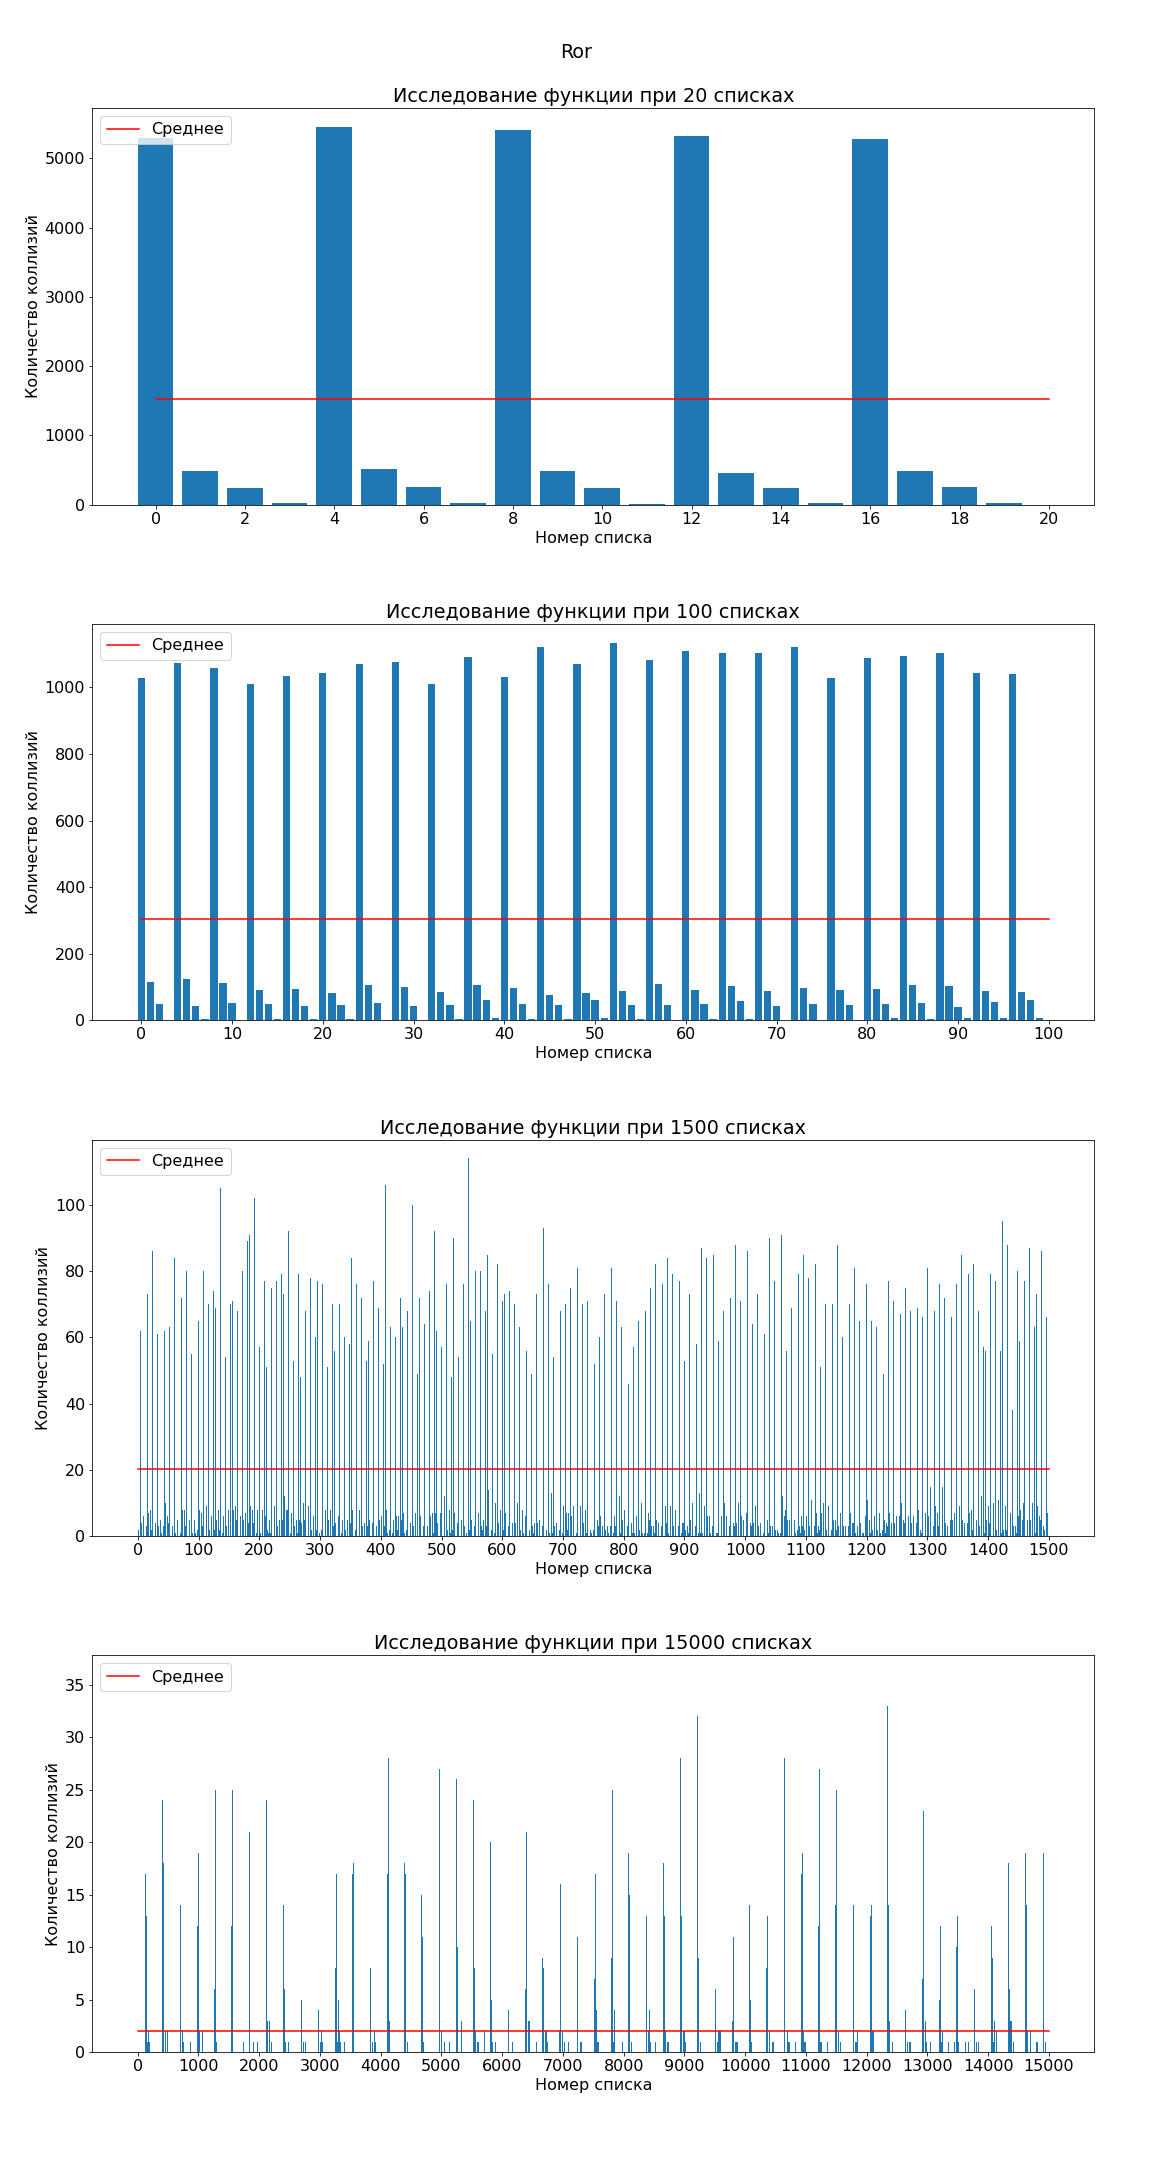 Ror
Исследование функции при 20 списках
Среднее
Количество коллизий
5000
4000
3000
2000
1000
0
0 2 4 6 8 10 12 14 16 18 20
Номер списка
Исследование функции при 100 списках
Среднее
Количество коллизий
1000
800
600
400
200
0
0 10 20 30 40 50 60 70 80 90 100
Номер списка
Исследование функции при 1500 списках
Среднее
Количество коллизий
100
80
60
40
20
0
0 100 200 300 400 500 600 700 800 900 1000 1100 1200 1300 1400 1500
Номер списка
Исследование функции при 15000 списках
Среднее
Количество коллизий
35
30
25
20
15
10
5
0
0 1000 2000 3000 4000 5000 6000 7000 8000 9000 10000 11000 12000 13000 14000 15000
Номер списка